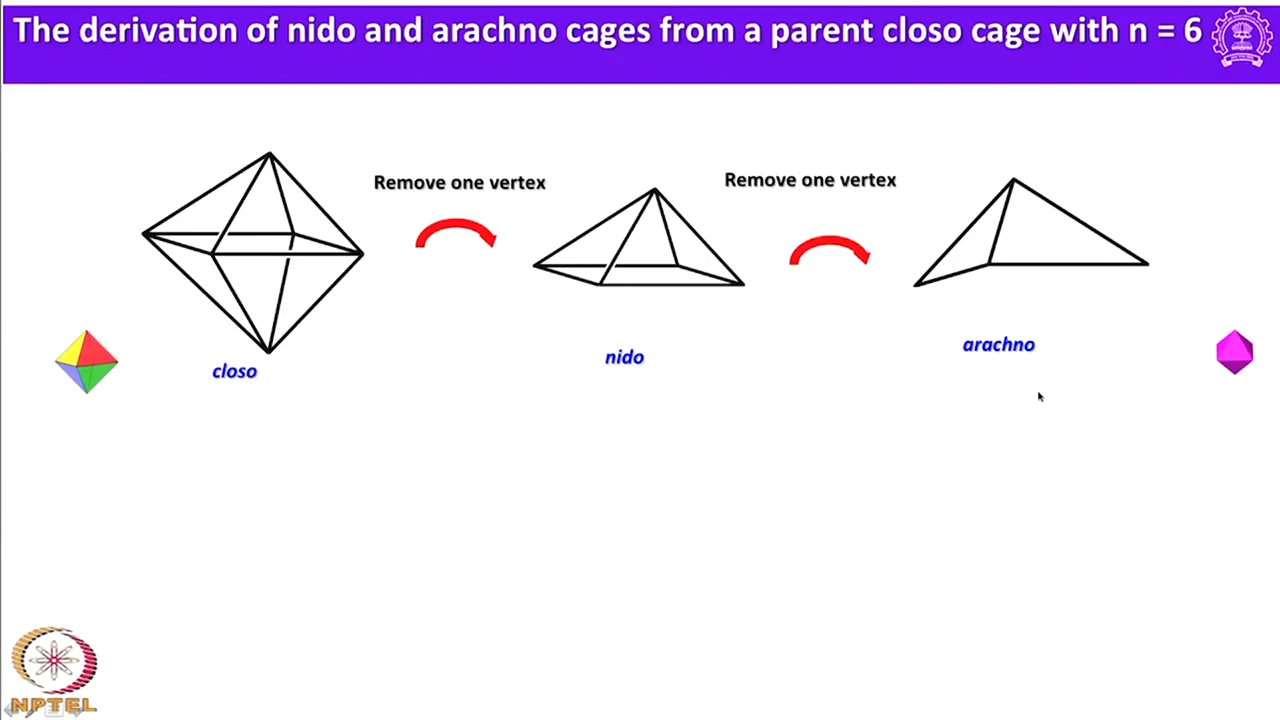 The derivation of nido and arachno cages from a parent closo cage with n = 6
Remove one vertex
Remove one vertex
closo
nido
arachno
NPTEL